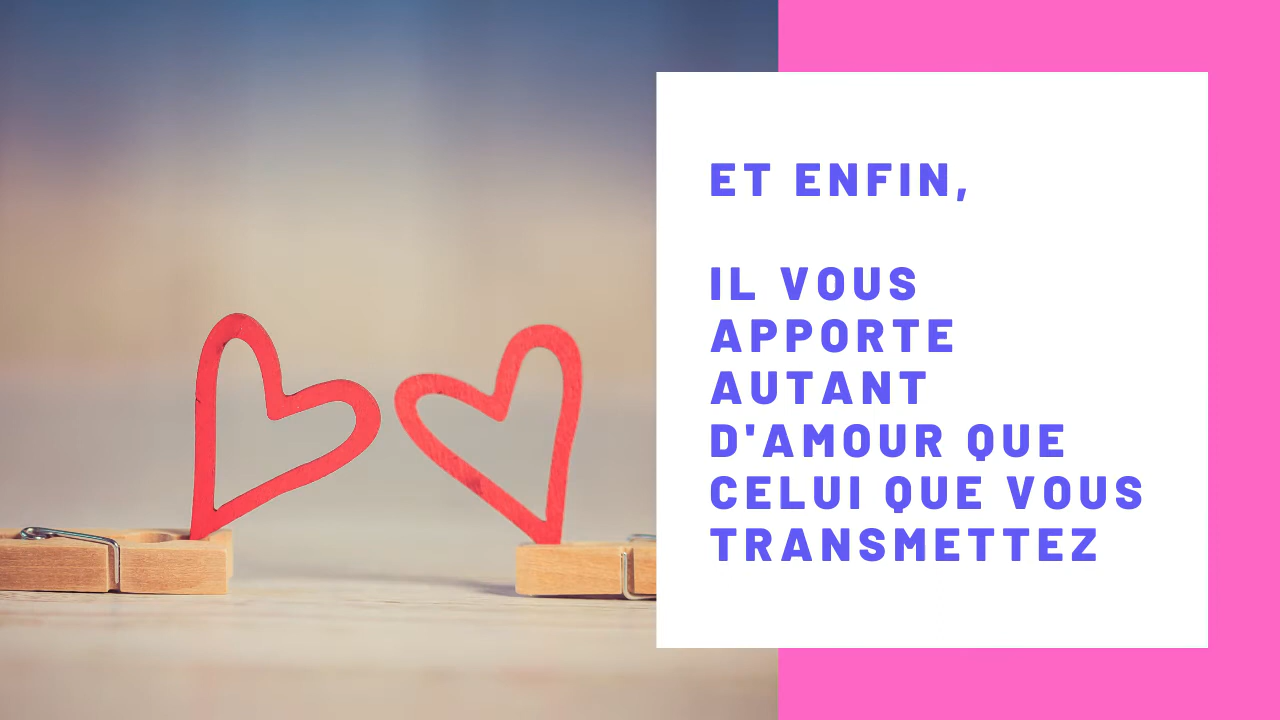 ET ENFIN,
IL VOUS
APPORTE
AUTANT
D'AMOUR QUE
CELUI QUE VOUS
TRANSMETTEZ